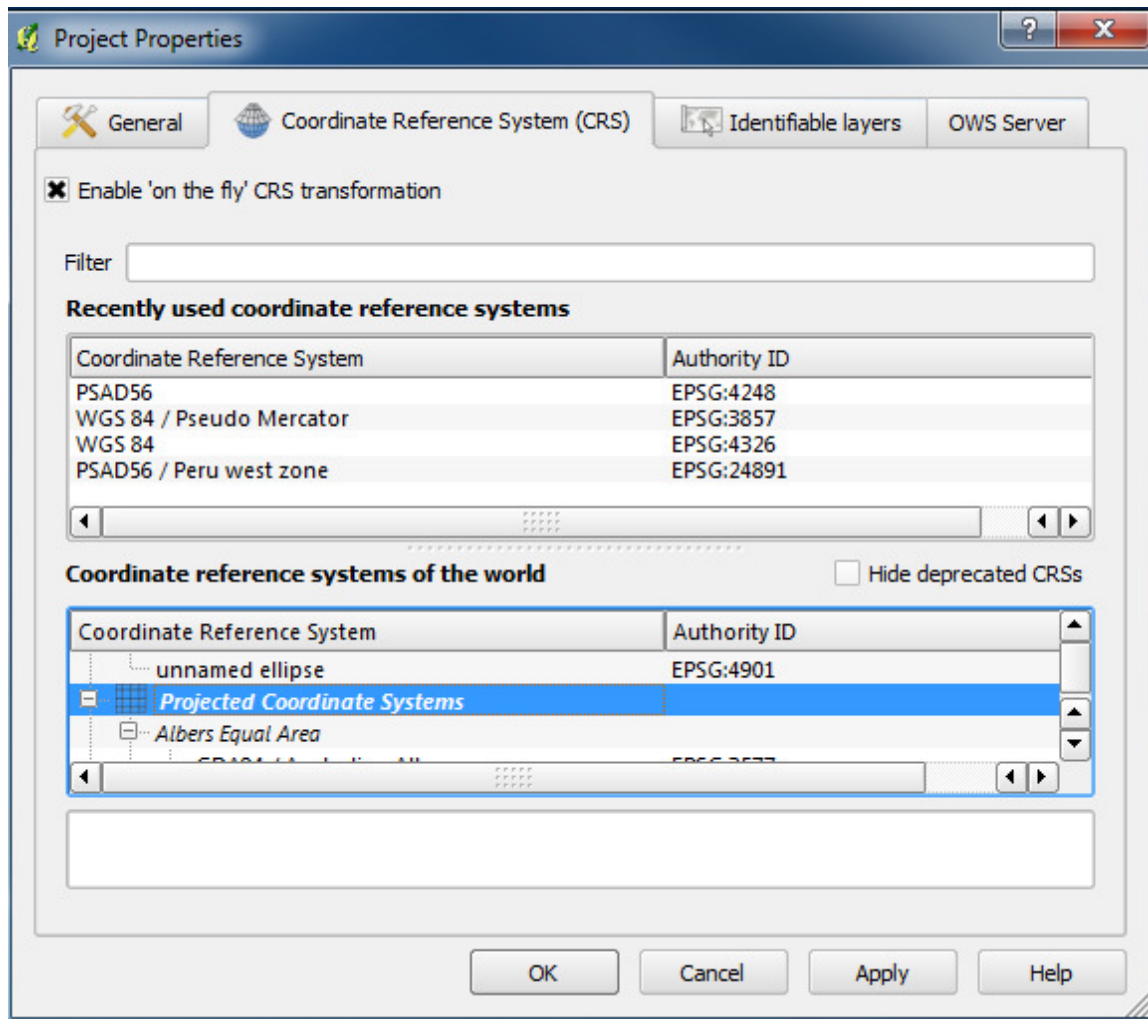 Project Properties
General
Coordinate Reference System (CRS)
Identifiable layers
OWS Server
Enable 'on the fly' CRS transformation
Filter
Recently used coordinate reference systems
Coordinate Reference System Authority ID
PSAD56 EPSG:4248
WGS 84 / Pseudo Mercator EPSG:3857
WGS 84 EPSG:4326
PSAD56 / Peru west zone EPSG:24891
Coordinate reference systems of the world Hide deprecated CRSs
Coordinate Reference System Authority ID
unnamed ellipse EPSG:4901
Projected Coordinate Systems
Albers Equal Area
OK Cancel Apply Help